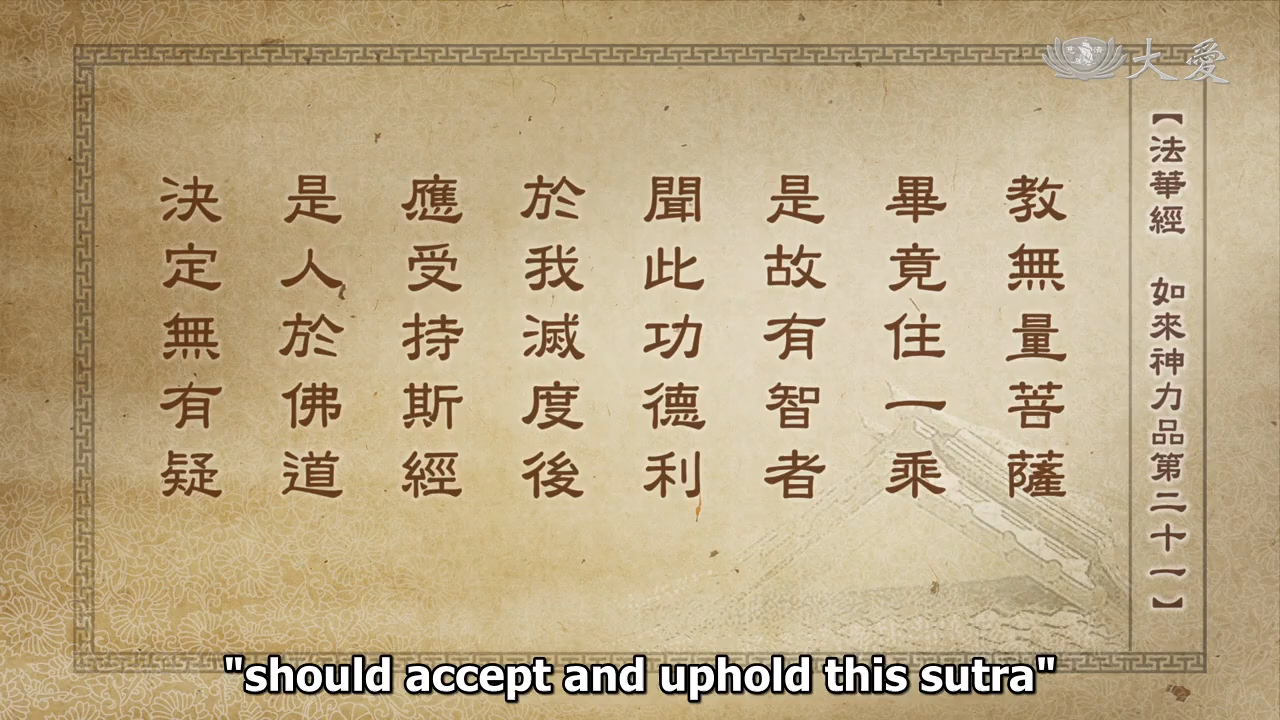 大愛
【法華經 如來神力品第二十一】
教無量菩薩
畢竟住一乘
是故有智者
聞此功德利
於我滅度後
應受持斯經
是人於佛道
決定無有疑
"should accept and uphold this sutra"